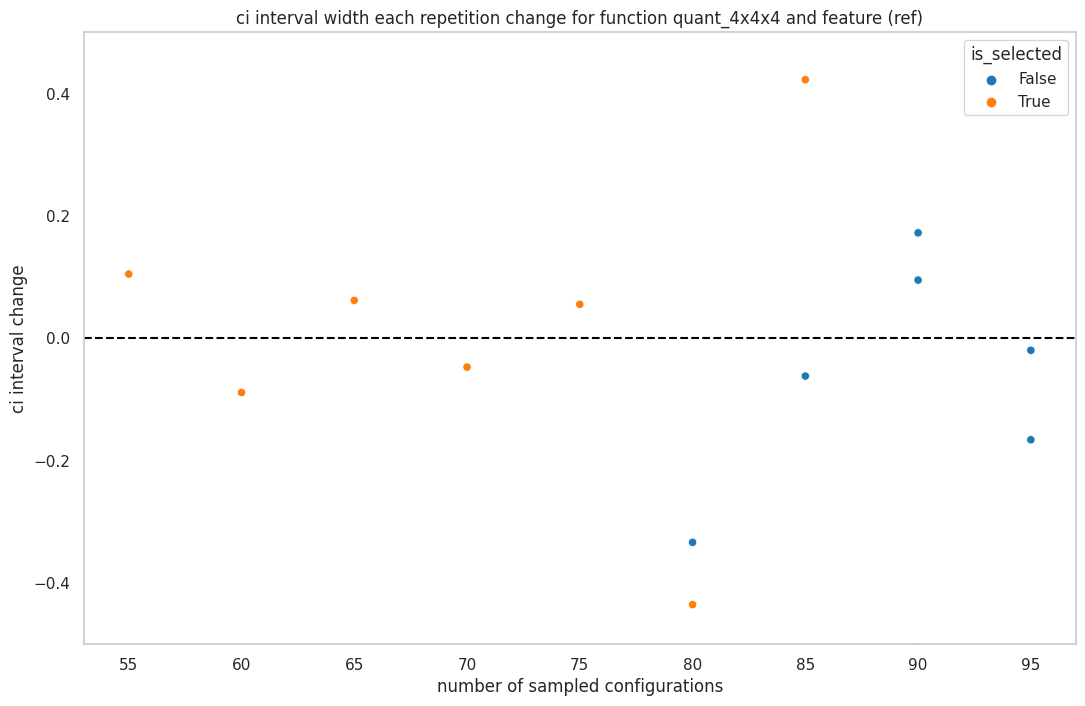 ci interval width each repetition change for function quant_4x4x4 and feature (ref)
is_selected
False
True
ci interval change
0.4
0.2
0.0
−0.2
−0.4
55 60 65 70 75 80 85 90 95
number of sampled configurations